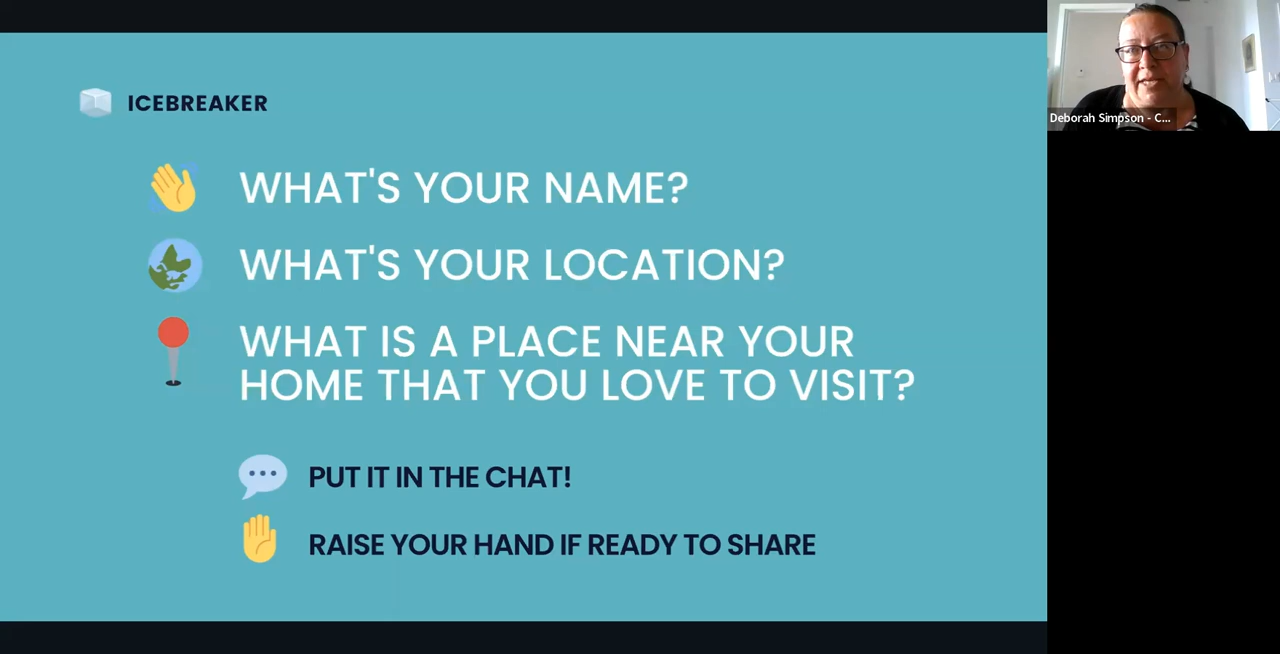 ICEBREAKER
WHAT'S YOUR NAME?
WHAT'S YOUR LOCATION?
WHAT IS A PLACE NEAR YOUR
HOME THAT YOU LOVE TO VISIT?
PUT IT IN THE CHAT!
RAISE YOUR HAND IF READY TO SHARE
Deborah Simpson - C...